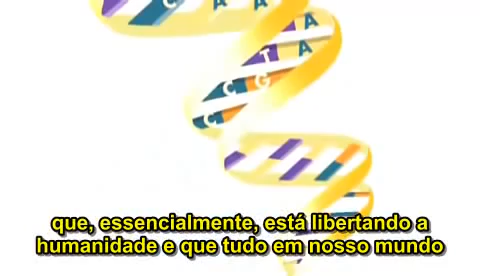 C A A
A A
T
C G A
C
que, essencialmente, está libertando a
humanidade e que tudo em nosso mundo